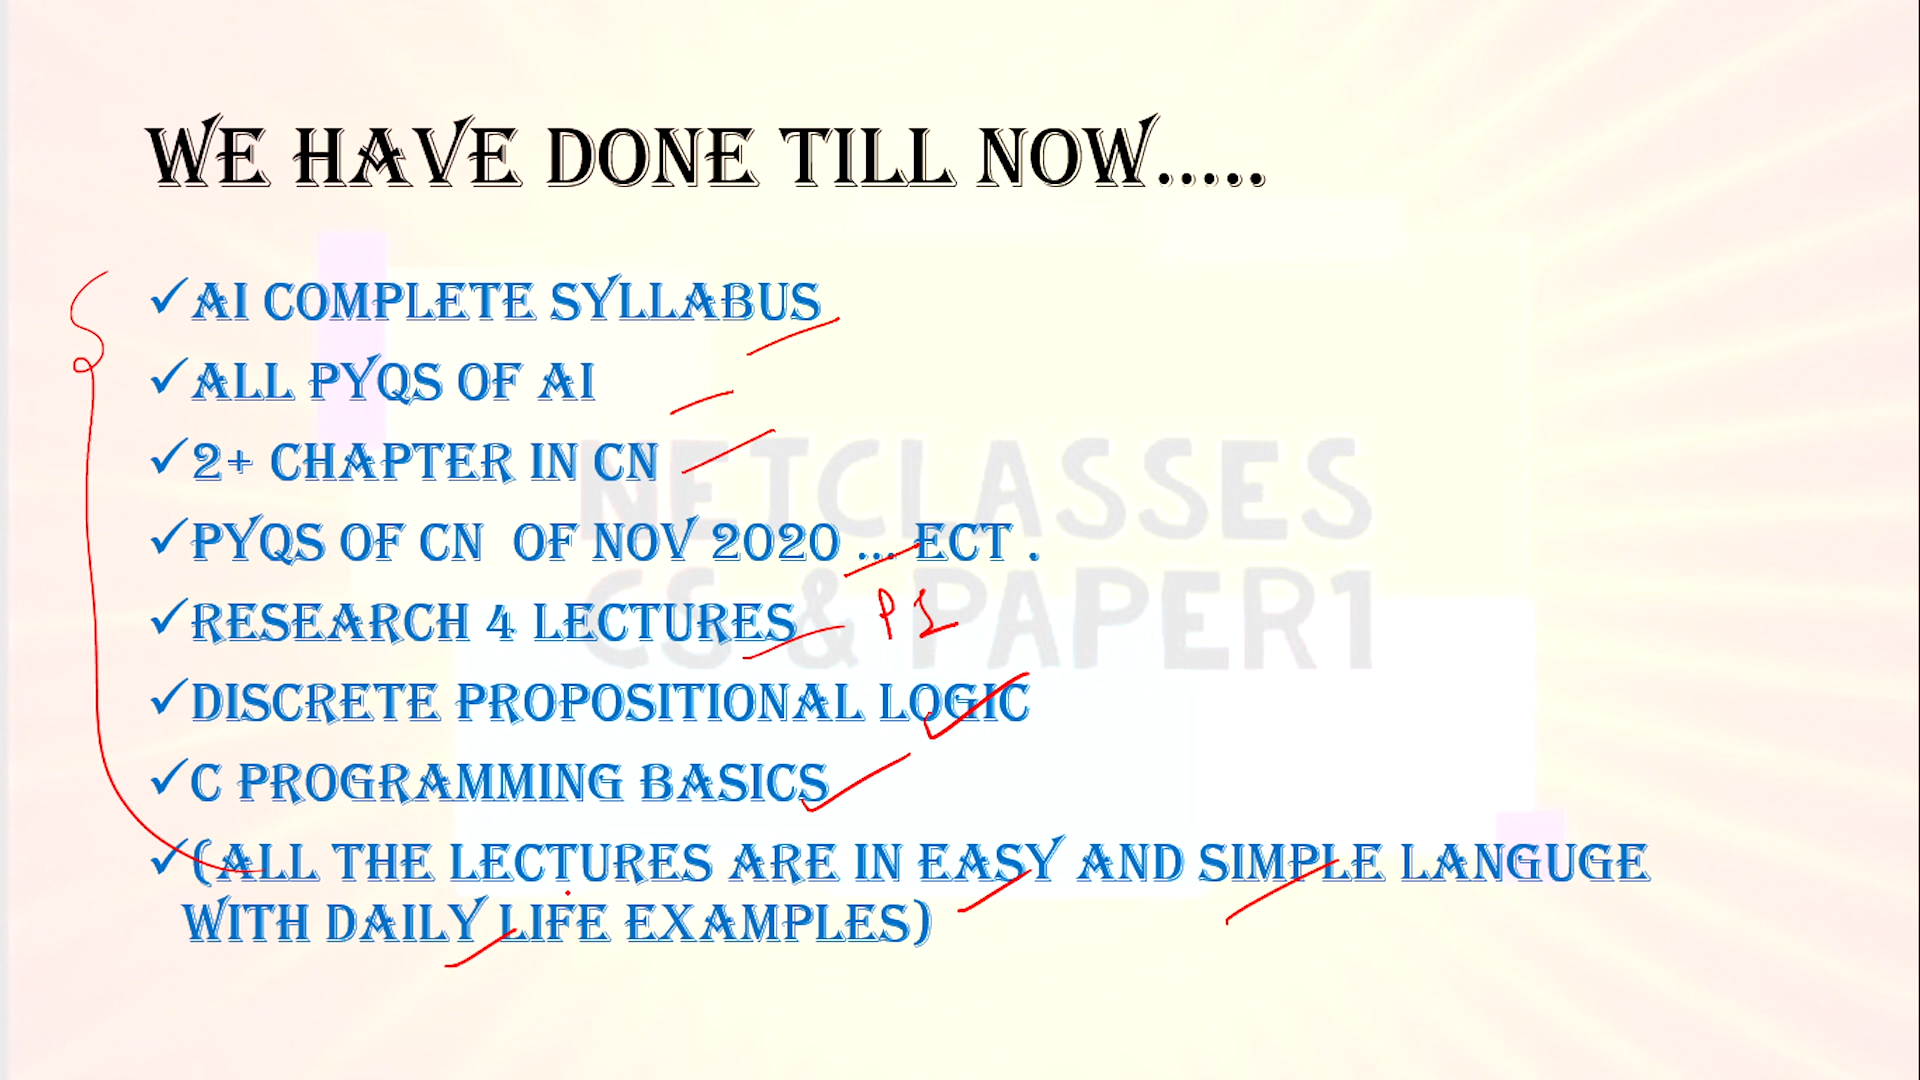 WE HAVE DONE TILL NOW.....
✓AI COMPLETE SYLLABUS
✓ALL PYQS OF AI
✓2+ CHAPTER IN CN
✓PYQS OF CN OF NOV 2020 ... ECT .
✓RESEARCH 4 LECTURES P1
✓DISCRETE PROPOSITIONAL LOGIC
✓C PROGRAMMING BASICS
✓(ALL THE LECTURES ARE IN EASY AND SIMPLE LANGUGE
WITH DAILY LIFE EXAMPLES)
NETCLASSES
CS & PAPER1